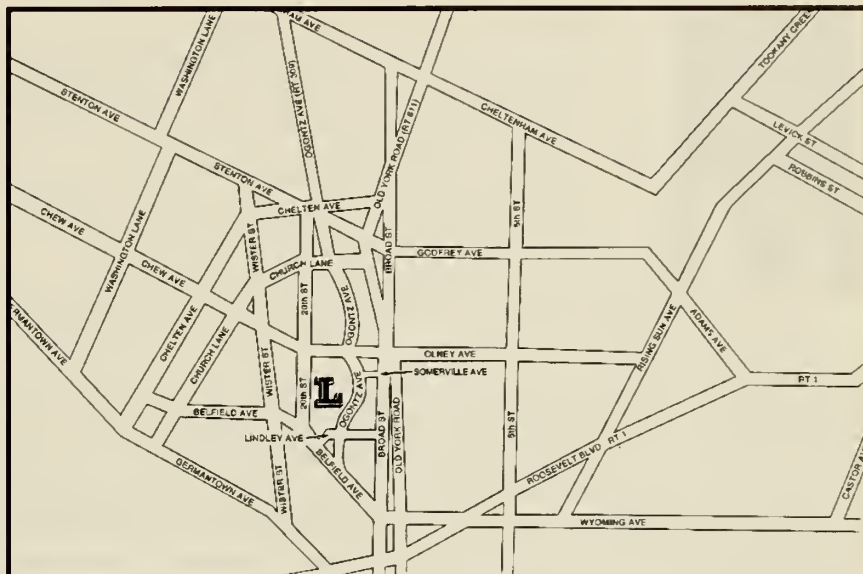 WASHINGTON LANE
OGONTZ AVE (RT 309)
TOOKANY CREEK
STENTON AVE
OLD YORK ROAD (RT 611)
CHELTENHAM AVE
LEVICK ST
ROBBINS ST
STENTON AVE
CHELTEN AVE
5th ST
CHEW AVE
WASHINGTON LANE
WISTER ST
BROAD ST
GODFREY AVE
CHURCH LANE
CHEW AVE
20th ST
OGONTZ AVE
RISING SUN AVE
ADAMS AVE
CHELTEN AVE
CHURCH LANE
OLNEY AVE
SOMERVILLE AVE
WISTER ST
20th ST
L
OGONTZ AVE
RT 1
BELFIELD AVE
LINDLEY AVE
BROAD ST
OLD YORK ROAD
5th ST
ROOSEVELT BLVD RT 1
GERMANTOWN AVE
WISTER ST
BELFIELD AVE
WYOMING AVE